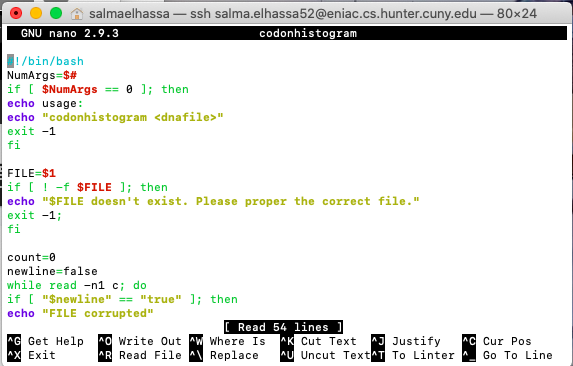 salmaelhassa — ssh salma.elhassa52@eniac.cs.hunter.cuny.edu — 80×24
GNU nano 2.9.3 codonhistogram
#!/bin/bash
NumArgs=$#
if [ $NumArgs == 0 ]; then
echo usage:
echo "codonhistogram <dnafile>"
exit -1
fi
FILE=$1
if [ ! -f $FILE ]; then
echo "$FILE doesn't exist. Please proper the correct file."
exit -1;
fi
count=0
newline=false
while read -n1 c; do
if [ "$newline" == "true" ]; then
echo "FILE corrupted"
[ Read 54 lines ]
^G Get Help ^O Write Out ^W Where Is ^K Cut Text ^J Justify ^C Cur Pos
^X Exit ^R Read File ^\ Replace ^U Uncut Text ^T To Linter ^_ Go To Line